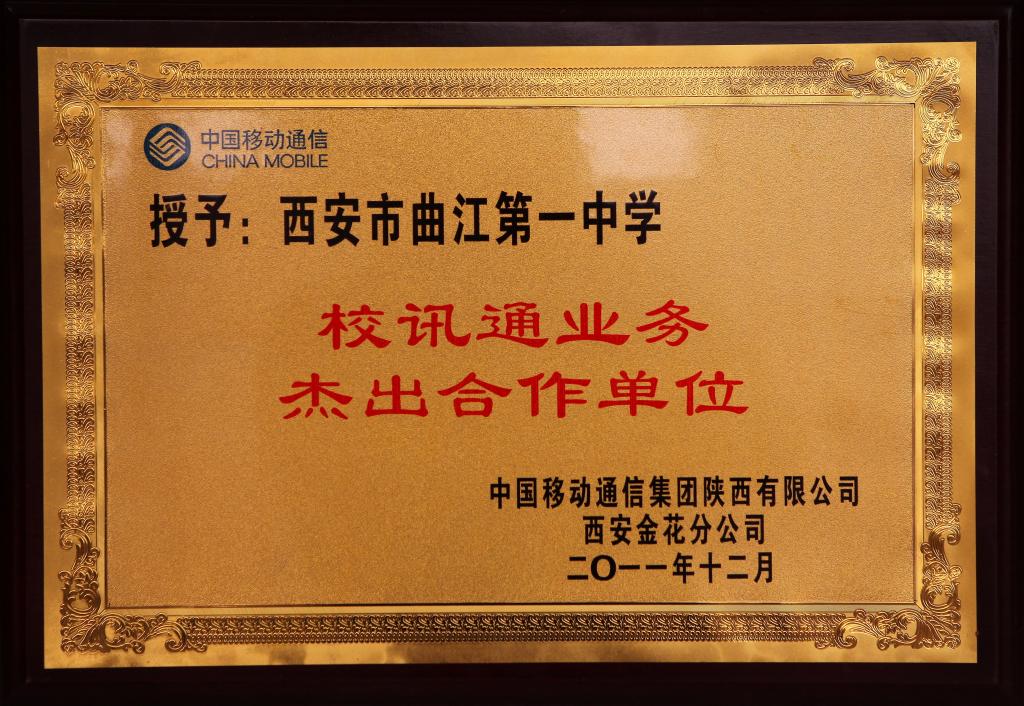 中国移动通信
CHINA MOBILE
授予：西安市曲江第一中学
校讯通业务
杰出合作单位
中国移动通信集团陕西有限公司
西安金花分公司
二〇一一年十二月